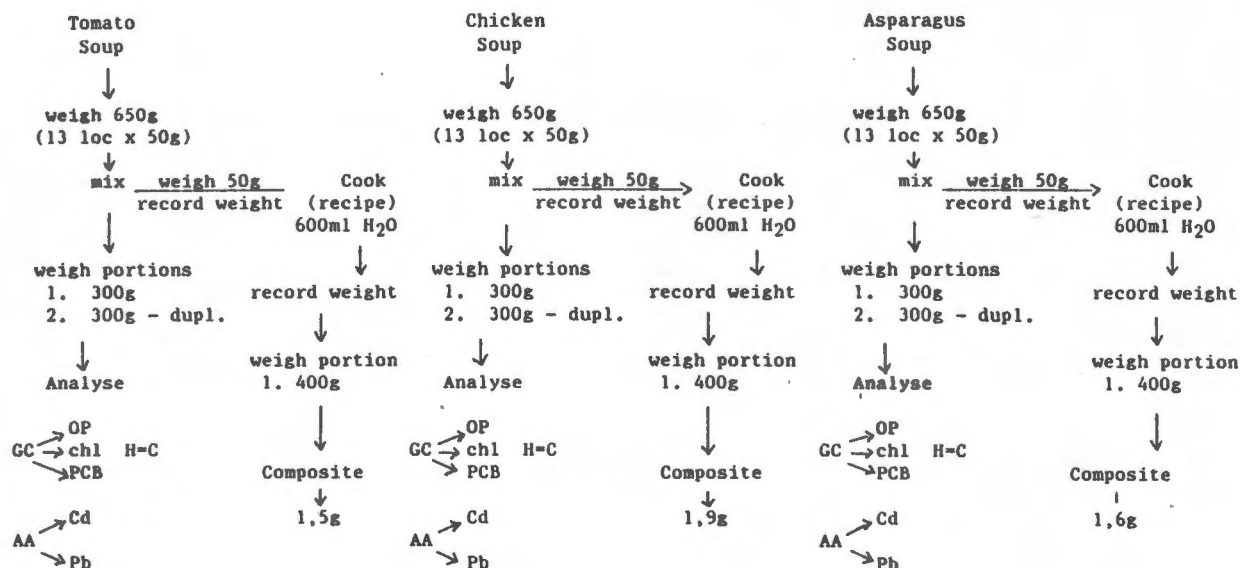 Tomato
Soup
weigh 650g
(13 loc x 50g)
mix
weigh 50g
record weight
Cook
(recipe)
600ml H₂O
weigh portions
1. 300g
2. 300g - dupl.
record weight
Analyse
weigh portion
1. 400g
GC
OP
chl H=C
PCB
Composite
1,5g
AA
Cd
Pb
Chicken
Soup
weigh 650g
(13 loc x 50g)
mix
weigh 50g
record weight
Cook
(recipe)
600ml H₂O
weigh portions
1. 300g
2. 300g - dupl.
record weight
Analyse
weigh portion
1. 400g
GC
OP
chl H=C
PCB
Composite
1,9g
AA
Cd
Pb
Asparagus
Soup
weigh 650g
(13 loc x 50g)
mix
weigh 50g
record weight
Cook
(recipe)
600ml H₂O
weigh portions
1. 300g
2. 300g - dupl.
record weight
Analyse
weigh portion
1. 400g
GC
OP
chl H=C
PCB
Composite
1,6g
AA
Cd
Pb